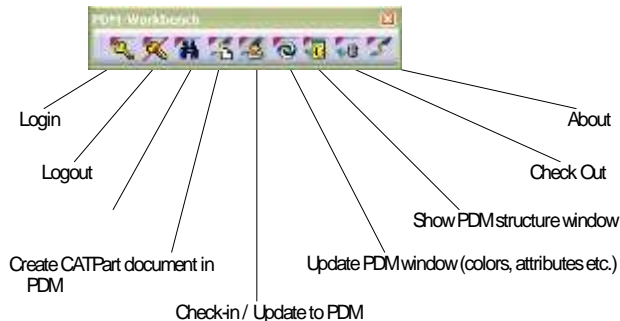 PDM Workbench
Login
About
Logout
Check Out
Show PDM structure window
Create CATPart document in
PDM
Update PDM window (colors, attributes etc.)
Check-in / Update to PDM